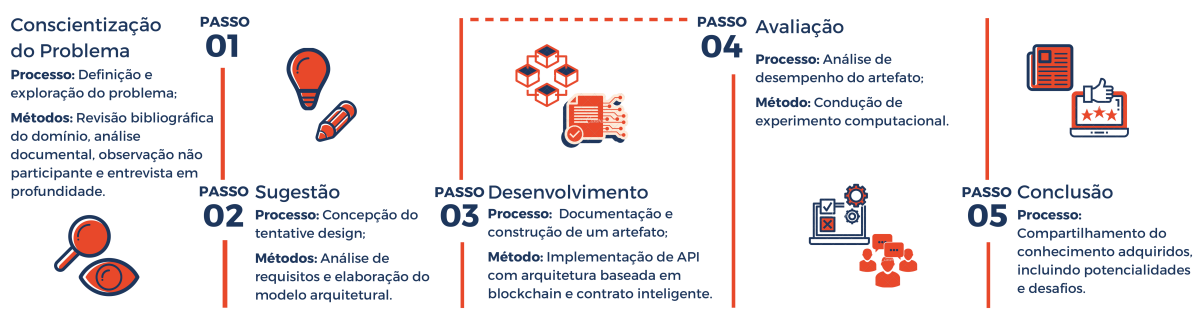 Conscientização
do Problema
PASSO
01
Processo: Definição e
exploração do problema;
Métodos: Revisão bibliográfica
do domínio, análise
documental, observação não
participante e entrevista em
profundidade.
PASSO
02
Sugestão
Processo: Concepção do
tentative design;
Métodos: Análise de
requisitos e elaboração do
modelo arquitetural.
PASSO
03
Desenvolvimento
Processo: Documentação e
construção de um artefato;
Método: Implementação de API
com arquitetura baseada em
blockchain e contrato inteligente.
PASSO
04
Avaliação
Processo: Análise de
desempenho do artefato;
Método: Condução de
experimento computacional.
PASSO
05
Conclusão
Processo:
Compartilhamento do
conhecimento adquiridos,
incluindo potencialidades
e desafios.